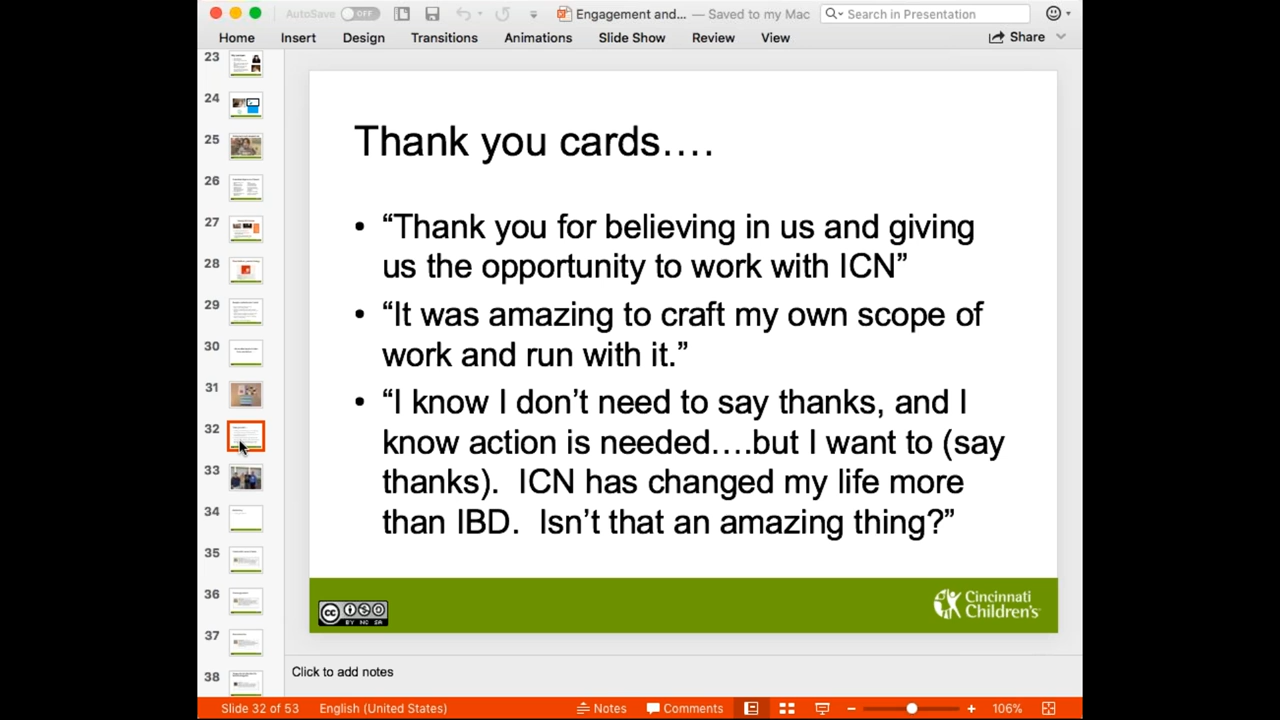 AutoSave OFF Engagement and... — Saved to my Mac Search in Presentation
Home Insert Design Transitions Animations Slide Show Review View Share
23
24
25
26
27
28
29
30
31
32
33
34
35
36
37
38
Thank you cards….
• “Thank you for believing in us and giving
us the opportunity to work with ICN”
• “It was amazing to craft my own scope of
work and run with it.”
• “I know I don’t need to say thanks, and I
know action is needed….but I want to (say
thanks).  ICN has changed my life more
than IBD.  Isn’t that an amazing thing?”
cc BY NC SA
Cincinnati
Children's
Click to add notes
Slide 32 of 53 English (United States) Notes Comments 106%